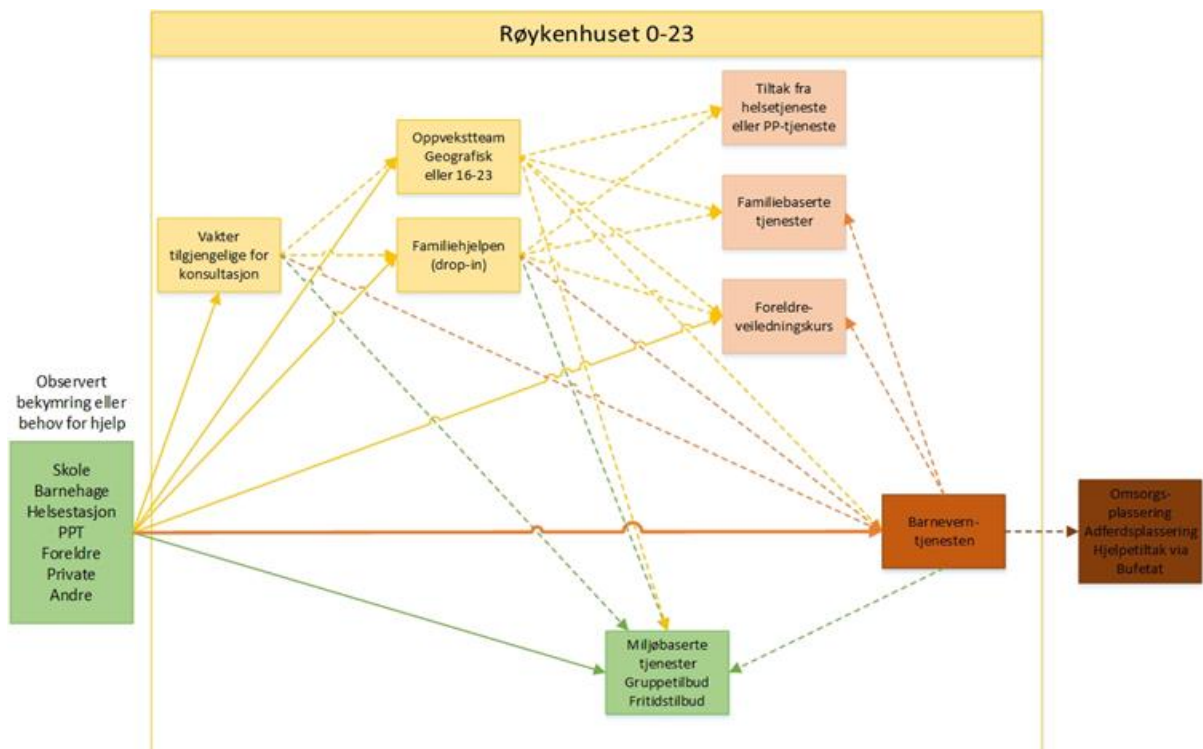 Røykenhuset 0-23
Tiltak fra
helsetjeneste
eller PP-tjeneste
Oppvekstteam
Geografisk
eller 16-23
Familiebaserte
tjenester
Vakter
tilgjengelige for
konsultasjon
Familiehjelpen
(drop-in)
Foreldre-
veiledningskurs
Observert
bekymring eller
behov for hjelp
Skole
Barnehage
Helsestasjon
PPT
Foreldre
Private
Andre
Barnevern-
tjenesten
Omsorgs-
plassering
Adferdsplassering
Hjelpetiltak via
Bufetat
Miljøbaserte
tjenester
Gruppetilbud
Fritidstilbud